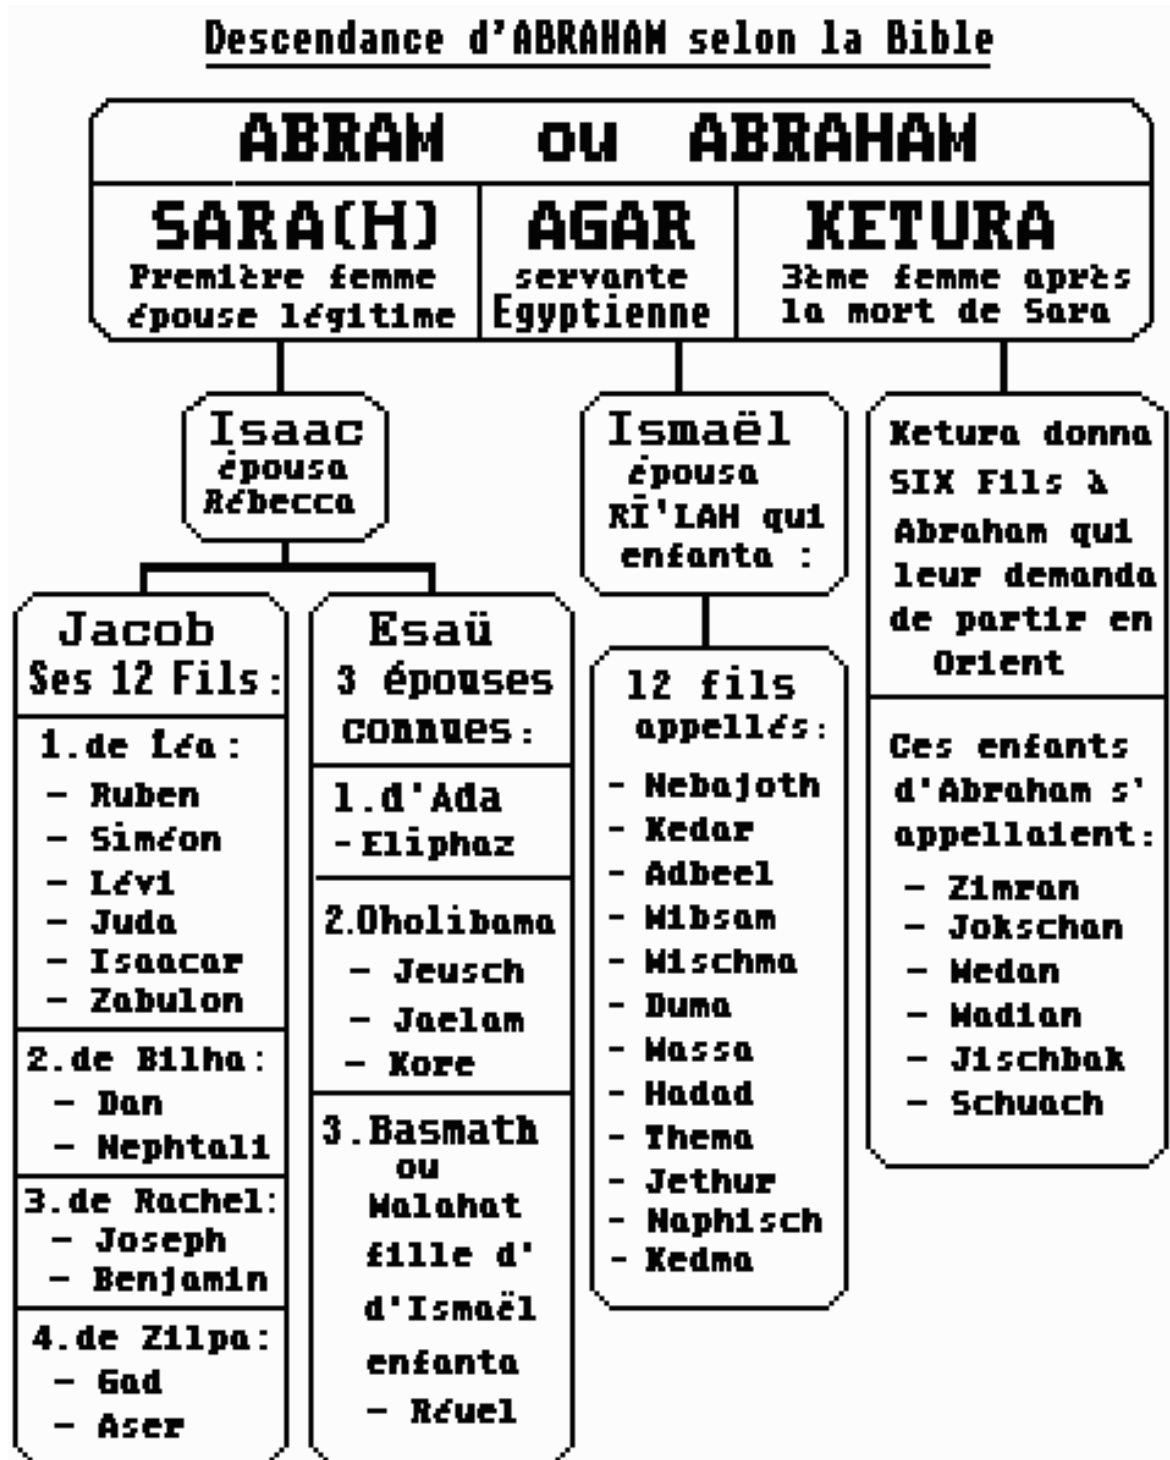 Descendance d'ABRAHAM selon la Bible
ABRAM ou ABRAHAM
SARA(H)
Première femme
épouse légitime
AGAR
servante
Egyptienne
KETURA
3ème femme après
la mort de Sara
Isaac
épousa
Rébecca
Jacob
Ses 12 Fils :
1. de Léa :
- Ruben
- Siméon
- Lévi
- Juda
- Isaacar
- Zabulon
2. de Bilha :
- Dan
- Nephtali
3. de Rachel:
- Joseph
- Benjamin
4. de Zilpa:
- Gad
- Aser
Esaü
3 épouses
connues :
1. d'Ada
- Eliphaz
2. Oholibama
- Jeusch
- Jaelam
- Kore
3. Basmath
ou
Malahat
fille d'
d'Ismaël
enfanta
- Réuel
Ismaël
épousa
RĪ'LAH qui
enfanta :
12 fils
appellés:
- Nebajoth
- Kedar
- Adbeel
- Mibsam
- Mischma
- Duma
- Massa
- Hadad
- Thema
- Jethur
- Naphisch
- Kedma
Ketura donna
SIX Fils à
Abraham qui
leur demanda
de partir en
Orient
Ces enfants
d'Abraham s'
appellaient:
- Zimran
- Jokschan
- Medan
- Madian
- Jischbak
- Schuach